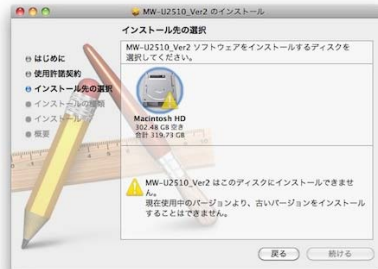 MW-U2510_Ver2 のインストール
インストール先の選択
はじめに
使用許諾契約
インストール先の選択
インストールの種類
インストール
概要
MW-U2510_Ver2 ソフトウェアをインストールするディスクを
選択してください。
Macintosh HD
302.48 GB 空き
合計 319.73 GB
MW-U2510_Ver2 はこのディスクにインストールできませ
ん。
現在使用中のバージョンより、古いバージョンをインストール
することはできません。
戻る
続ける